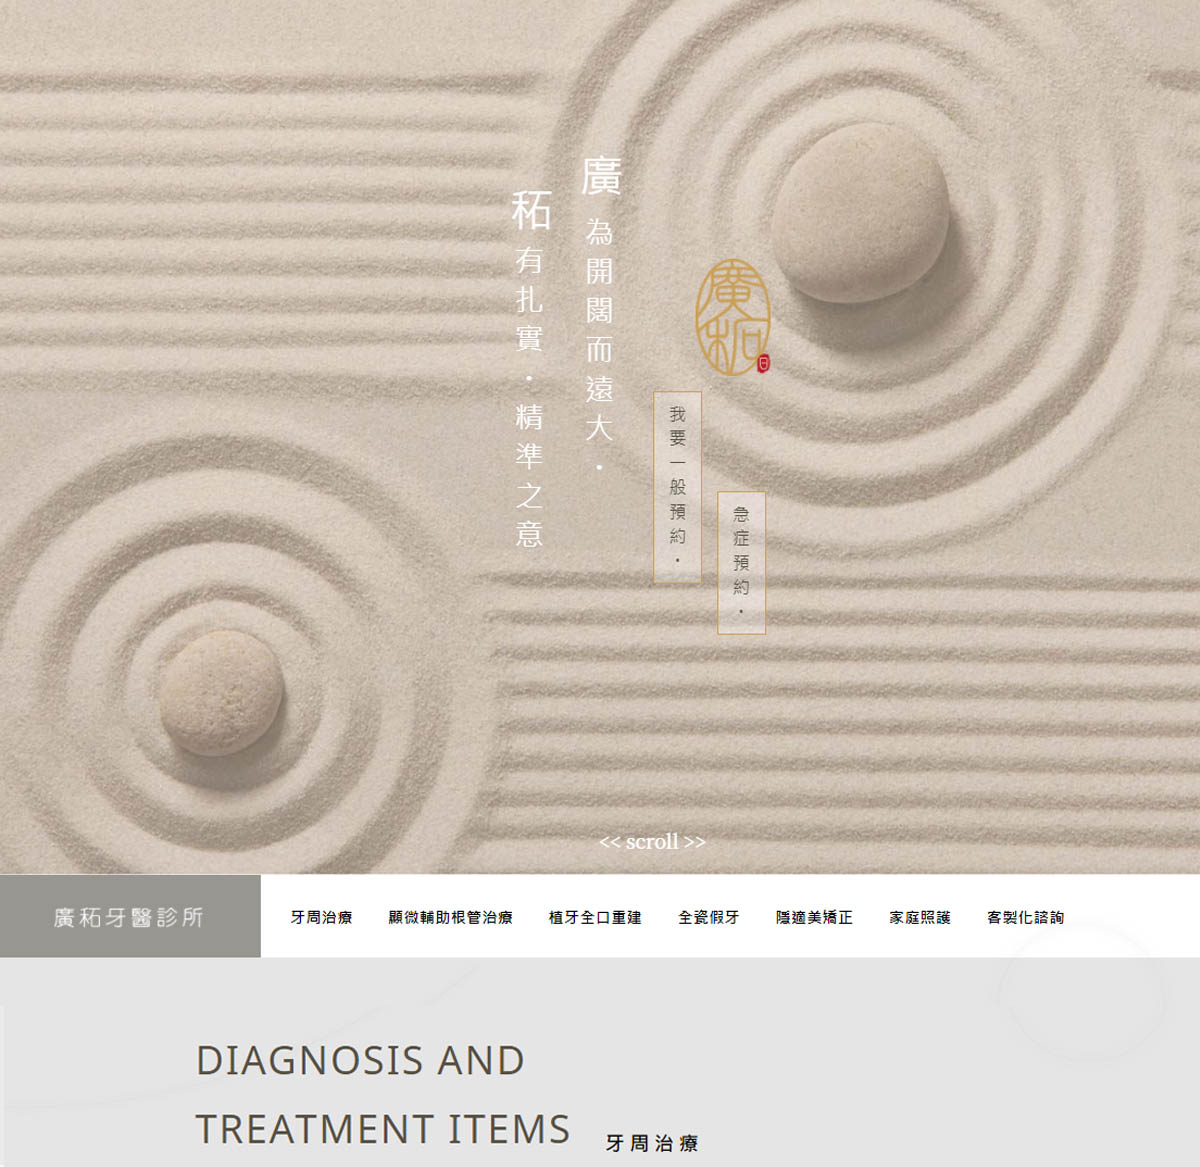 廣為開闊而遠大・
秳有扎實・精準之意
廣秳
我要一般預約・
急症預約・
<< scroll >>
廣秳牙醫診所
牙周治療 顯微輔助根管治療 植牙全口重建 全瓷假牙 隱適美矯正 家庭照護 客製化諮詢
DIAGNOSIS AND
TREATMENT ITEMS
牙周治療